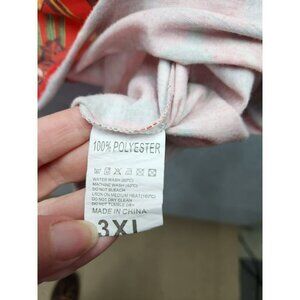 100% POLYESTER
WATER WASH (40℃)
MACHINE WASH (40℃)
DO NOT BLEACH
IRON ON MEDIUM HEAT(150℃)
DO NOT DRY CLEAN
DO NOT TUMBLE DRY
MADE IN CHINA
3XL